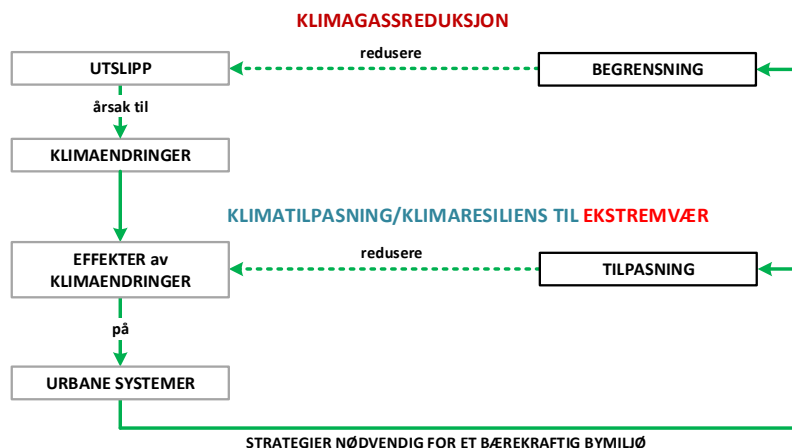 KLIMAGASSREDUKSJON
redusere
UTSLIPP
BEGRENSNING
årsak til
KLIMAENDRINGER
KLIMATILPASNING/KLIMARESILIENS TIL EKSTREMVÆR
redusere
EFFEKTER av
KLIMAENDRINGER
TILPASNING
på
URBANE SYSTEMER
STRATEGIER NØDVENDIG FOR ET BÆREKRAFTIG BYMILJØ